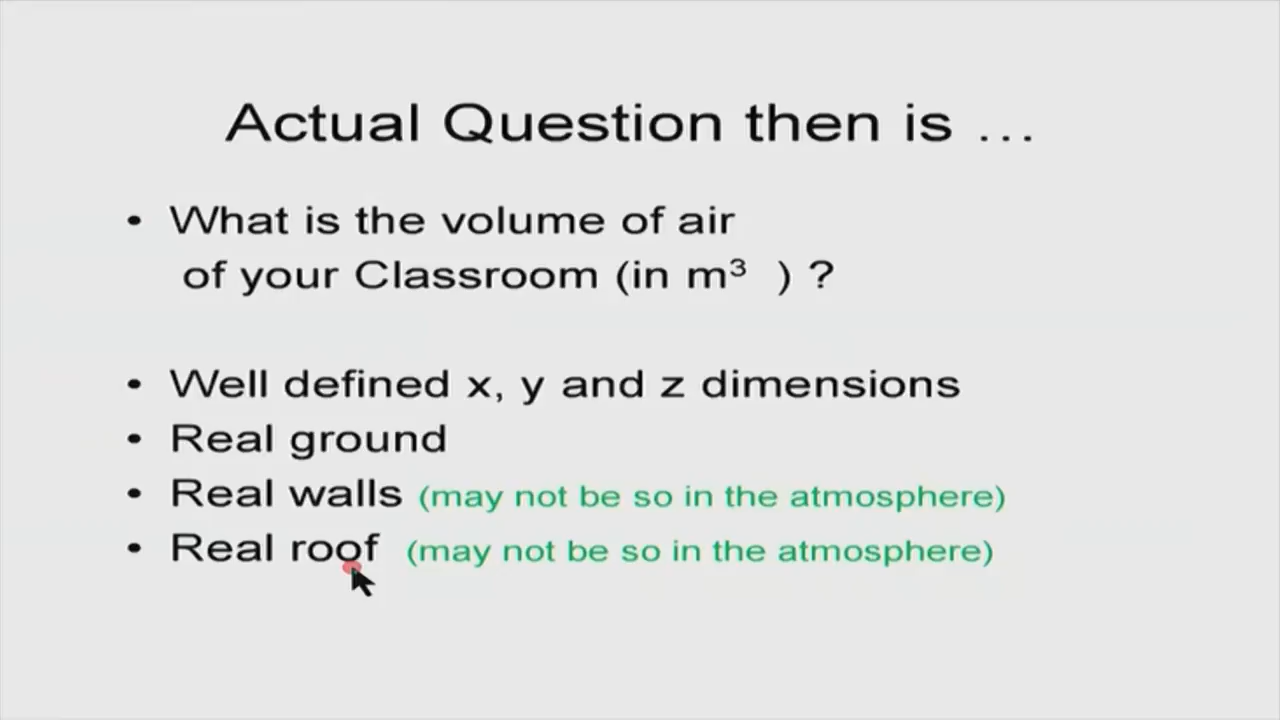 Actual Question then is …
• What is the volume of air
of your Classroom (in m³ ) ?
• Well defined x, y and z dimensions
• Real ground
• Real walls (may not be so in the atmosphere)
• Real roof (may not be so in the atmosphere)